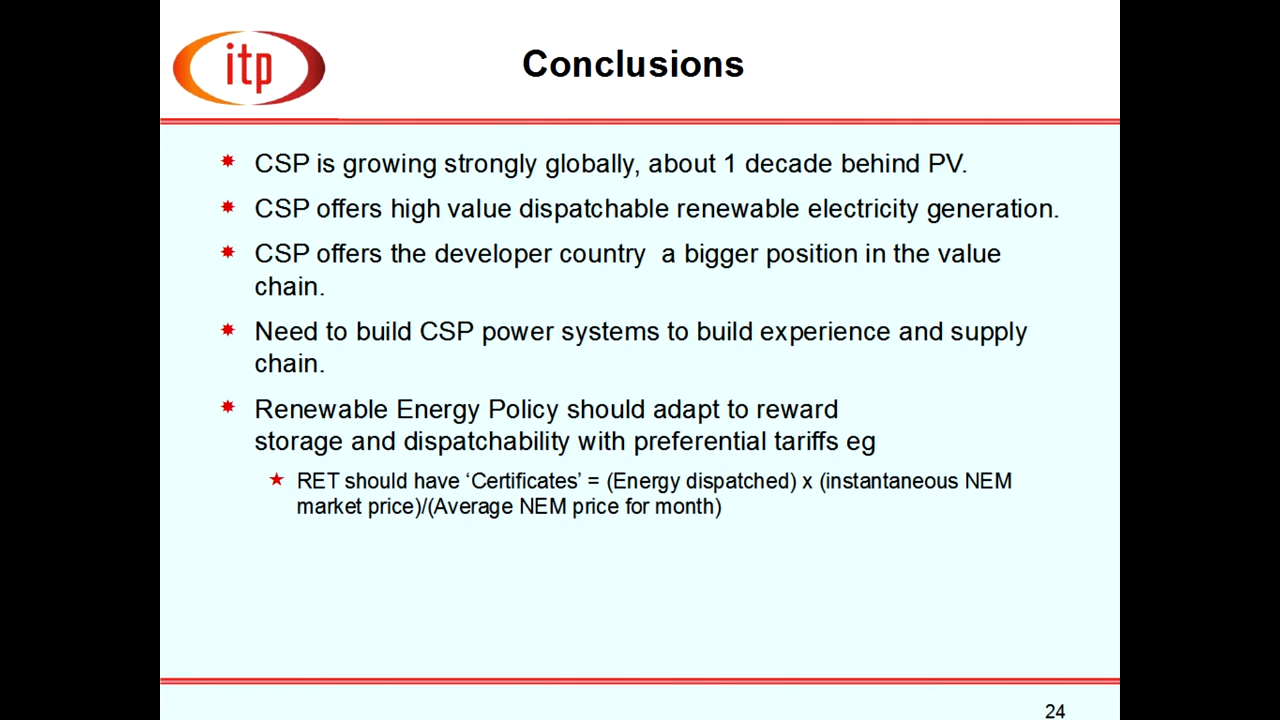 itp
Conclusions
CSP is growing strongly globally, about 1 decade behind PV.
CSP offers high value dispatchable renewable electricity generation.
CSP offers the developer country  a bigger position in the value
chain.
Need to build CSP power systems to build experience and supply
chain.
Renewable Energy Policy should adapt to reward
storage and dispatchability with preferential tariffs eg
RET should have ‘Certificates’ = (Energy dispatched) x (instantaneous NEM
market price)/(Average NEM price for month)
24